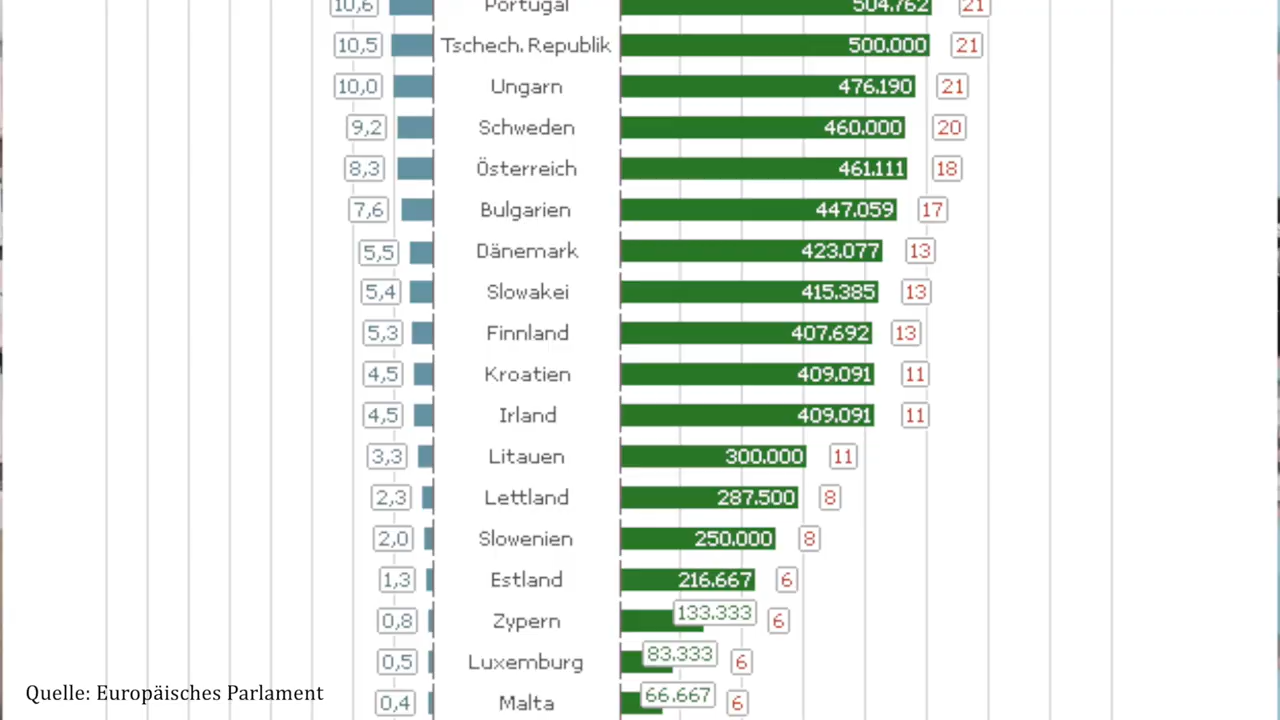 10,6 Portugal 504.762 21
10,5 Tschech. Republik 500.000 21
10,0 Ungarn 476.190 21
9,2 Schweden 460.000 20
8,3 Österreich 461.111 18
7,6 Bulgarien 447.059 17
5,5 Dänemark 423.077 13
5,4 Slowakei 415.385 13
5,3 Finnland 407.692 13
4,5 Kroatien 409.091 11
4,5 Irland 409.091 11
3,3 Litauen 300.000 11
2,3 Lettland 287.500 8
2,0 Slowenien 250.000 8
1,3 Estland 216.667 6
0,8 Zypern 133.333 6
0,5 Luxemburg 83.333 6
Quelle: Europäisches Parlament
0,4 Malta 66.667 6